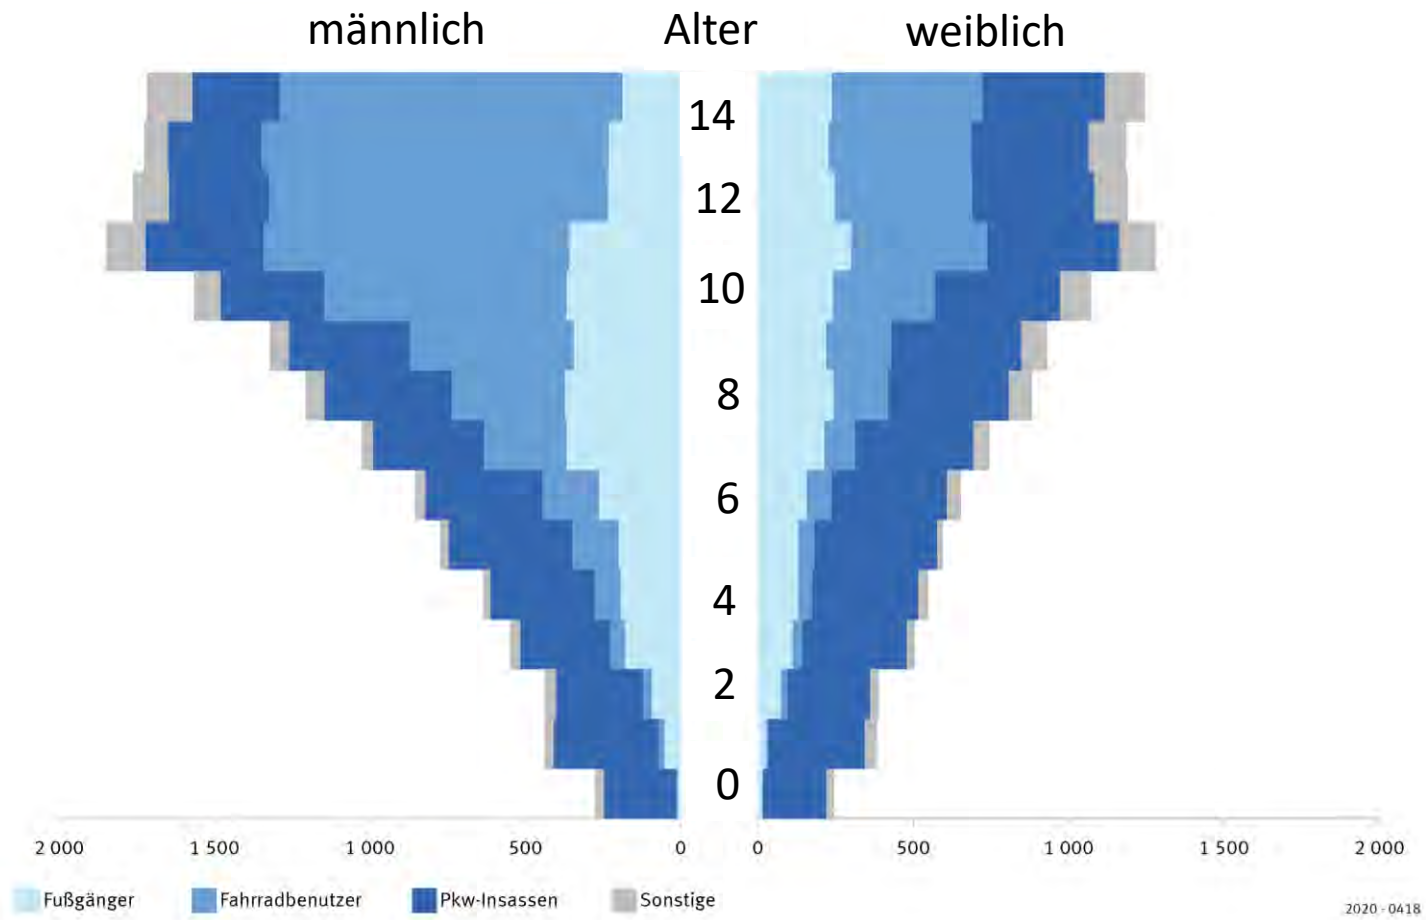 männlich Alter weiblich
14
12
10
8
6
4
2
0
2 000 1 500 1 000 500 0 0 500 1 000 1 500 2 000
Fußgänger Fahrradbenutzer Pkw-Insassen Sonstige
2020 - 0418